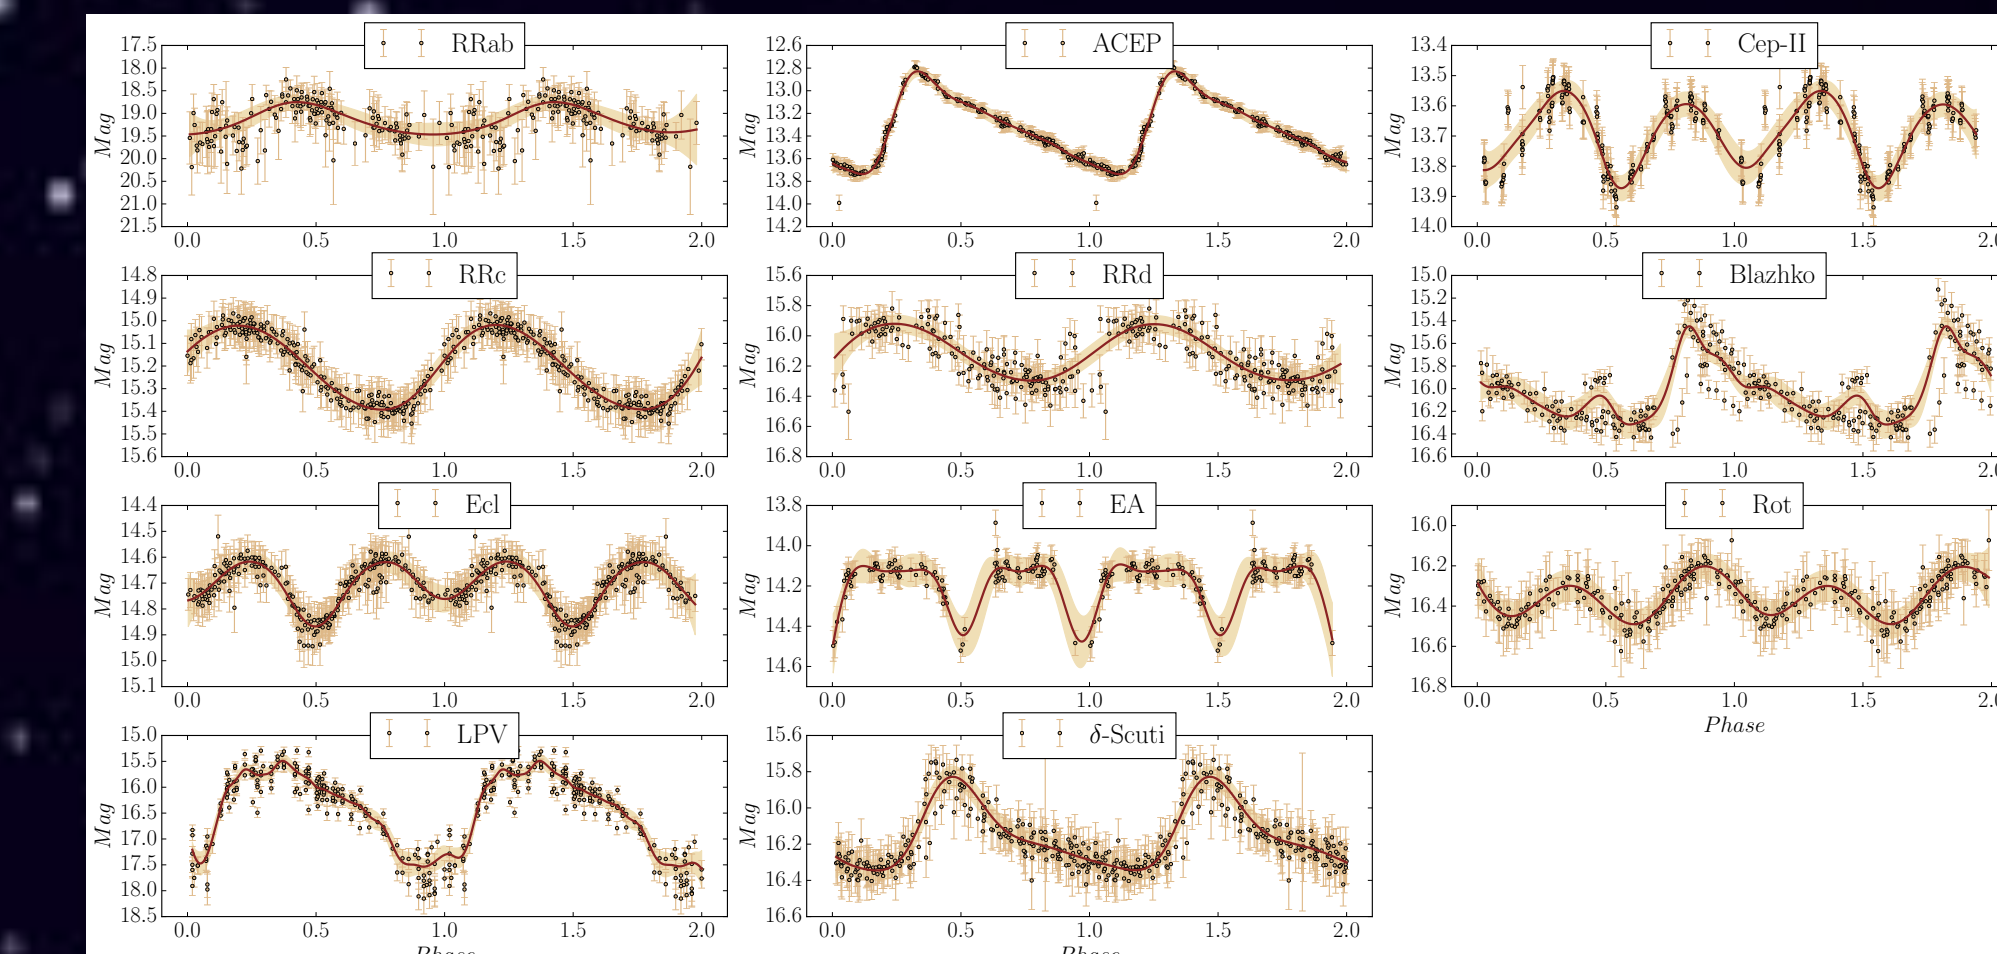 RRab
17.5
18.0
18.5
19.0
19.5
20.0
20.5
21.0
21.5
Mag
0.0 0.5 1.0 1.5 2.0
ACEP
12.6
12.8
13.0
13.2
13.4
13.6
13.8
14.0
14.2
Mag
0.0 0.5 1.0 1.5 2.0
Cep-II
13.4
13.5
13.6
13.7
13.8
13.9
14.0
Mag
0.0 0.5 1.0 1.5 2.0
RRc
14.8
14.9
15.0
15.1
15.2
15.3
15.4
15.5
15.6
Mag
0.0 0.5 1.0 1.5 2.0
RRd
15.6
15.8
16.0
16.2
16.4
16.6
16.8
Mag
0.0 0.5 1.0 1.5 2.0
Blazhko
15.0
15.2
15.4
15.6
15.8
16.0
16.2
16.4
16.6
Mag
0.0 0.5 1.0 1.5 2.0
Ecl
14.4
14.5
14.6
14.7
14.8
14.9
15.0
15.1
Mag
0.0 0.5 1.0 1.5 2.0
EA
13.8
14.0
14.2
14.4
14.6
Mag
0.0 0.5 1.0 1.5 2.0
Rot
16.0
16.2
16.4
16.6
16.8
Mag
0.0 0.5 1.0 1.5 2.0
Phase
LPV
15.0
15.5
16.0
16.5
17.0
17.5
18.0
18.5
Mag
0.0 0.5 1.0 1.5 2.0
Phase
δ-Scuti
15.6
15.8
16.0
16.2
16.4
16.6
Mag
0.0 0.5 1.0 1.5 2.0
Phase